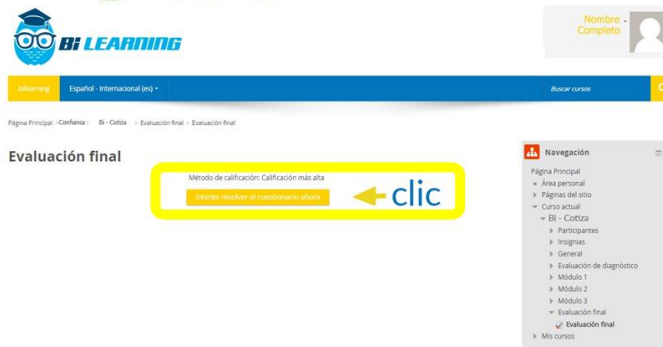 Bi LEARNING
Nombre
Completo
bilearning
Español - Internacional (es)
Buscar cursos
Página Principal › Confianza › Bi - Cotiza › Evaluación final › Evaluación final
Evaluación final
Método de calificación: Calificación más alta
Intente resolver el cuestionario ahora
clic
Navegación
Página Principal
Área personal
Páginas del sitio
Curso actual
Bi - Cotiza
Participantes
Insignias
General
Evaluación de diagnóstico
Módulo 1
Módulo 2
Módulo 3
Evaluación final
Evaluación final
Mis cursos